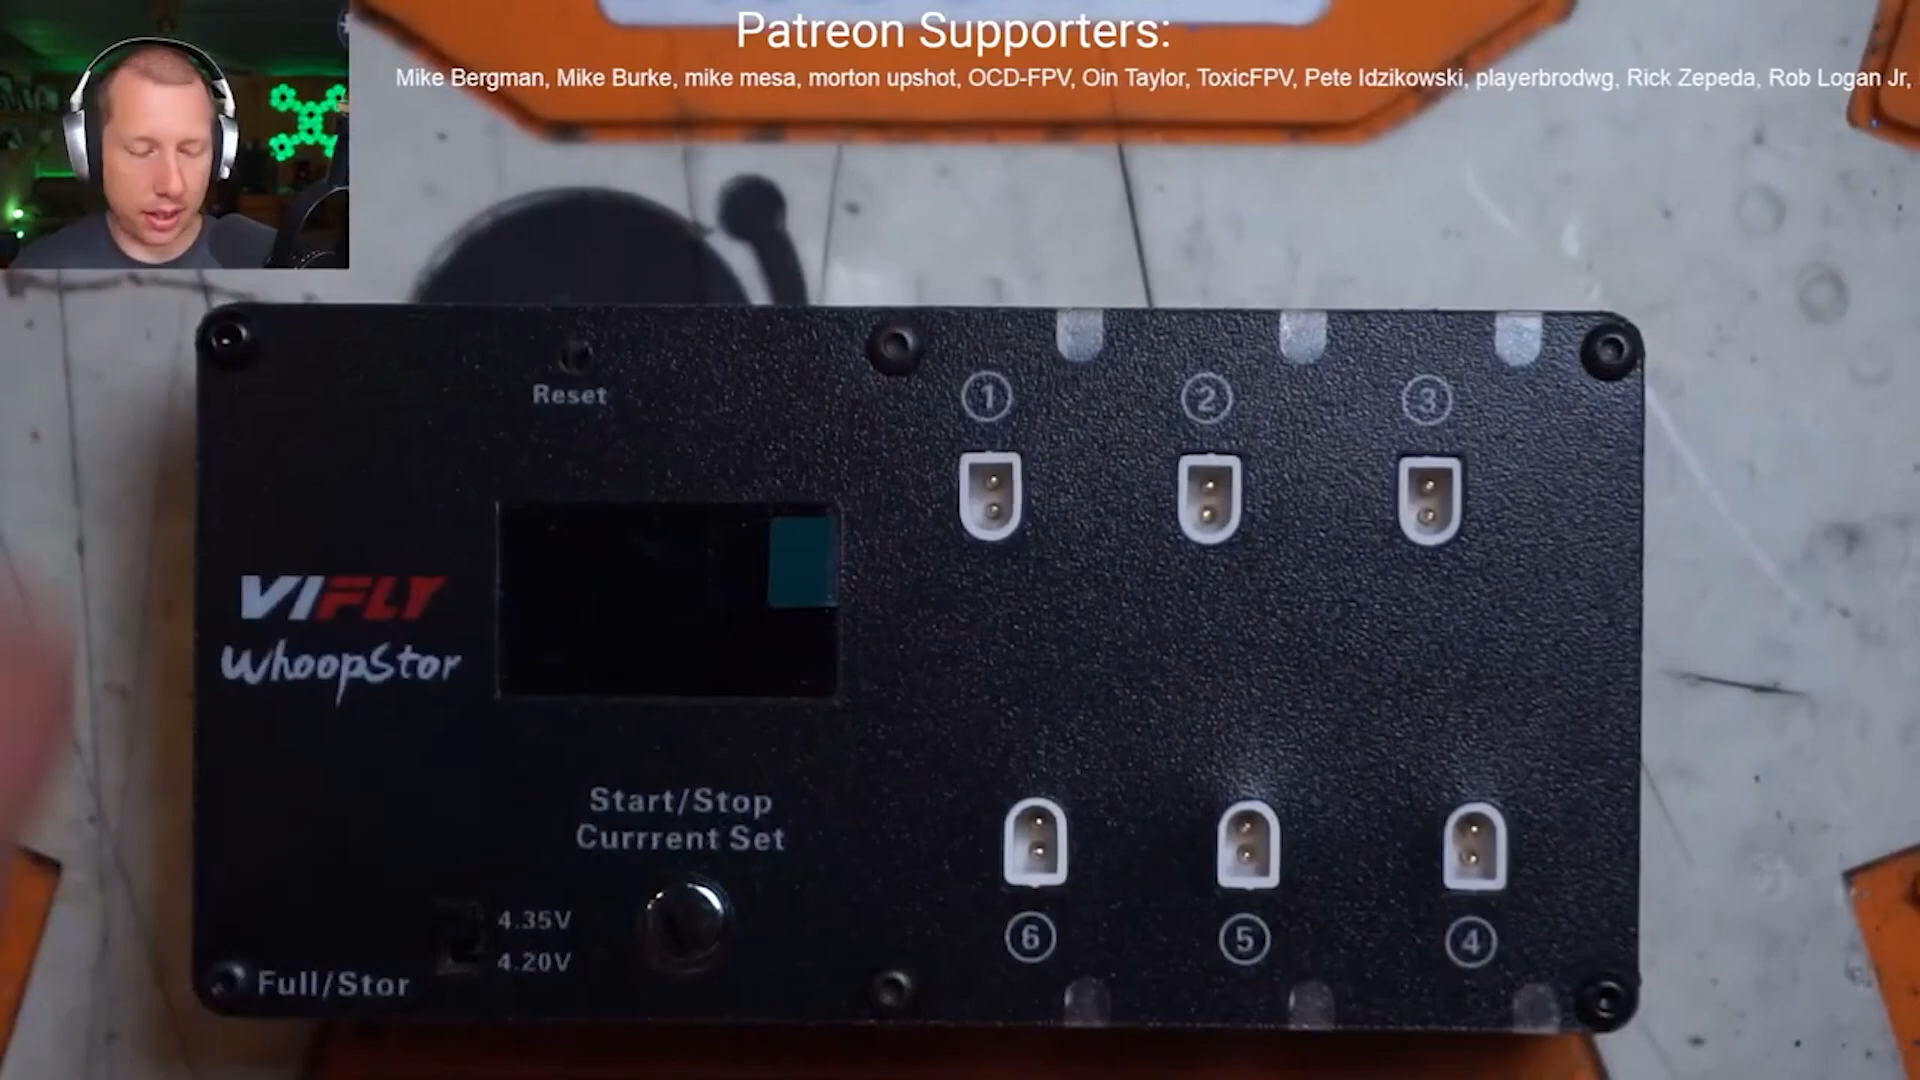 Patreon Supporters:
Mike Bergman, Mike Burke, mike mesa, morton upshot, OCD-FPV, Oin Taylor, ToxicFPV, Pete Idzikowski, playerbrodwg, Rick Zepeda, Rob Logan Jr,
Reset
1
2
3
VIFLY
WhoopStor
Start/Stop
Currrent Set
4.35V
4.20V
Full/Stor
6
5
4